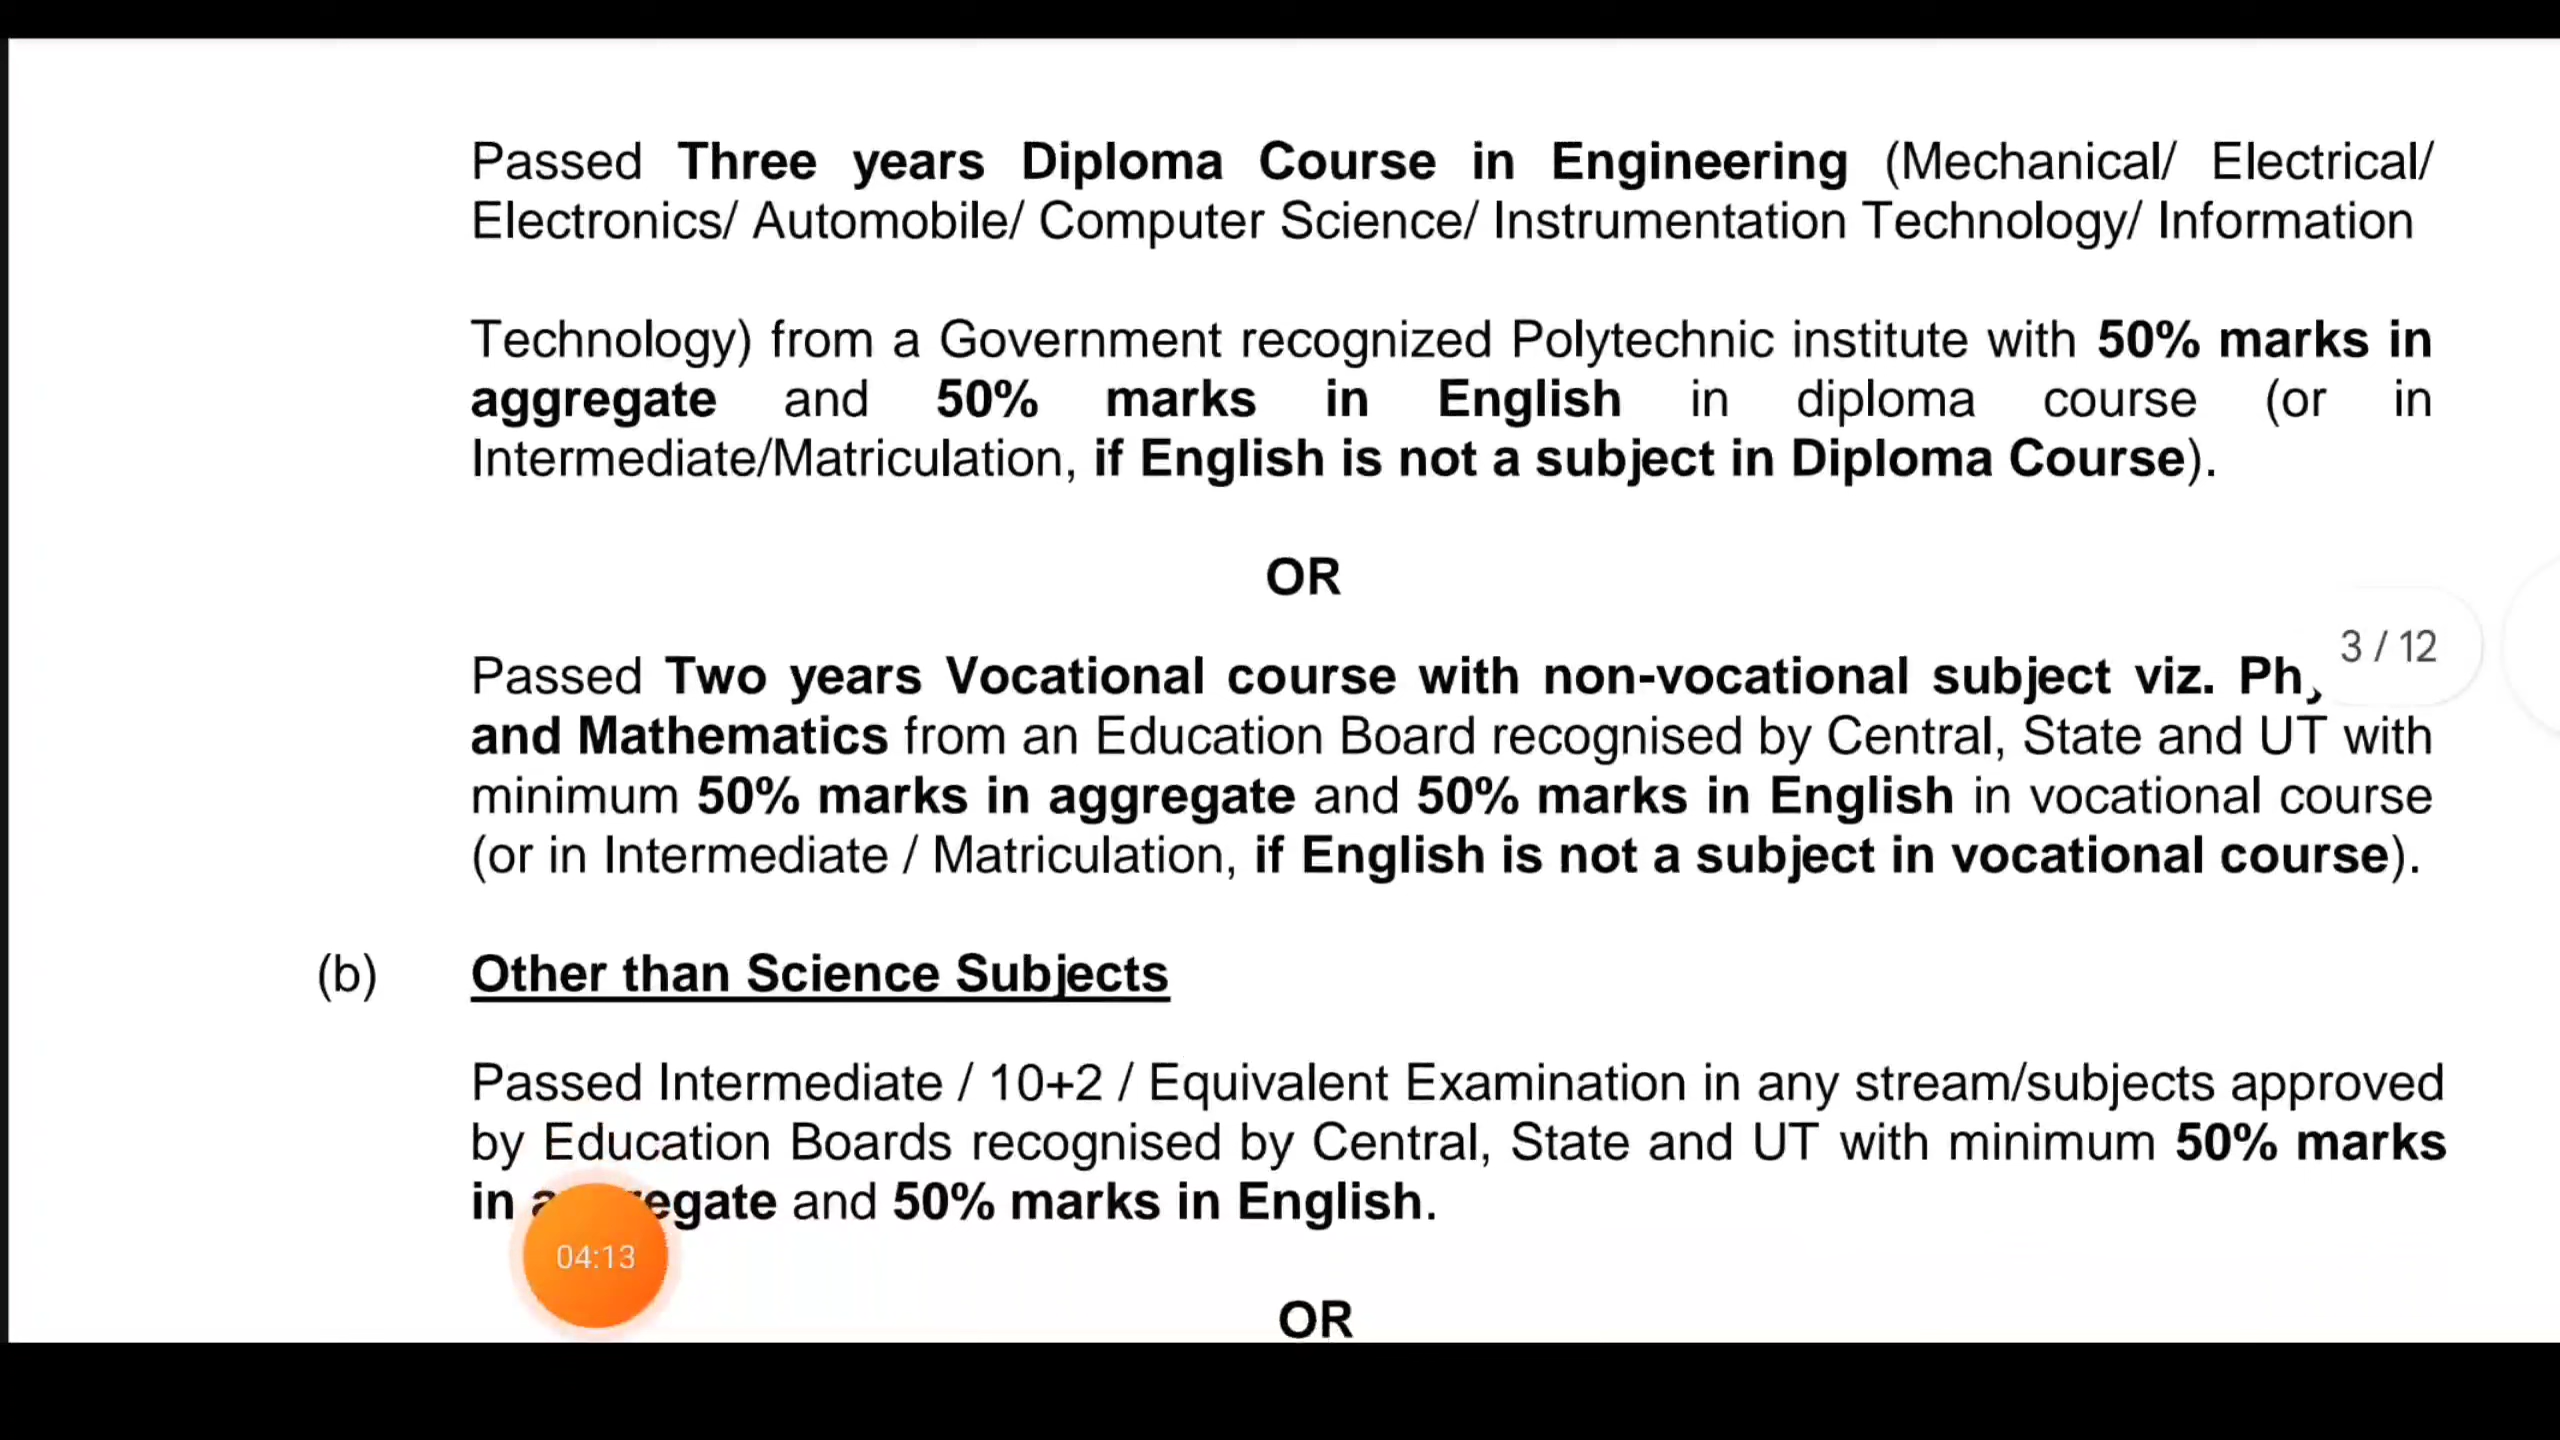 Passed Three years Diploma Course in Engineering (Mechanical/ Electrical/
Electronics/ Automobile/ Computer Science/ Instrumentation Technology/ Information
Technology) from a Government recognized Polytechnic institute with 50% marks in
aggregate and 50% marks in English in diploma course (or in
Intermediate/Matriculation, if English is not a subject in Diploma Course).
OR
3 / 12
Passed Two years Vocational course with non-vocational subject viz.
and Mathematics from an Education Board recognised by Central, State and UT with
minimum 50% marks in aggregate and 50% marks in English in vocational course
(or in Intermediate / Matriculation, if English is not a subject in vocational course).
(b) Other than Science Subjects
Passed Intermediate / 10+2 / Equivalent Examination in any stream/subjects approved
by Education Boards recognised by Central, State and UT with minimum 50% marks
in and 50% marks in English.
04:13
OR